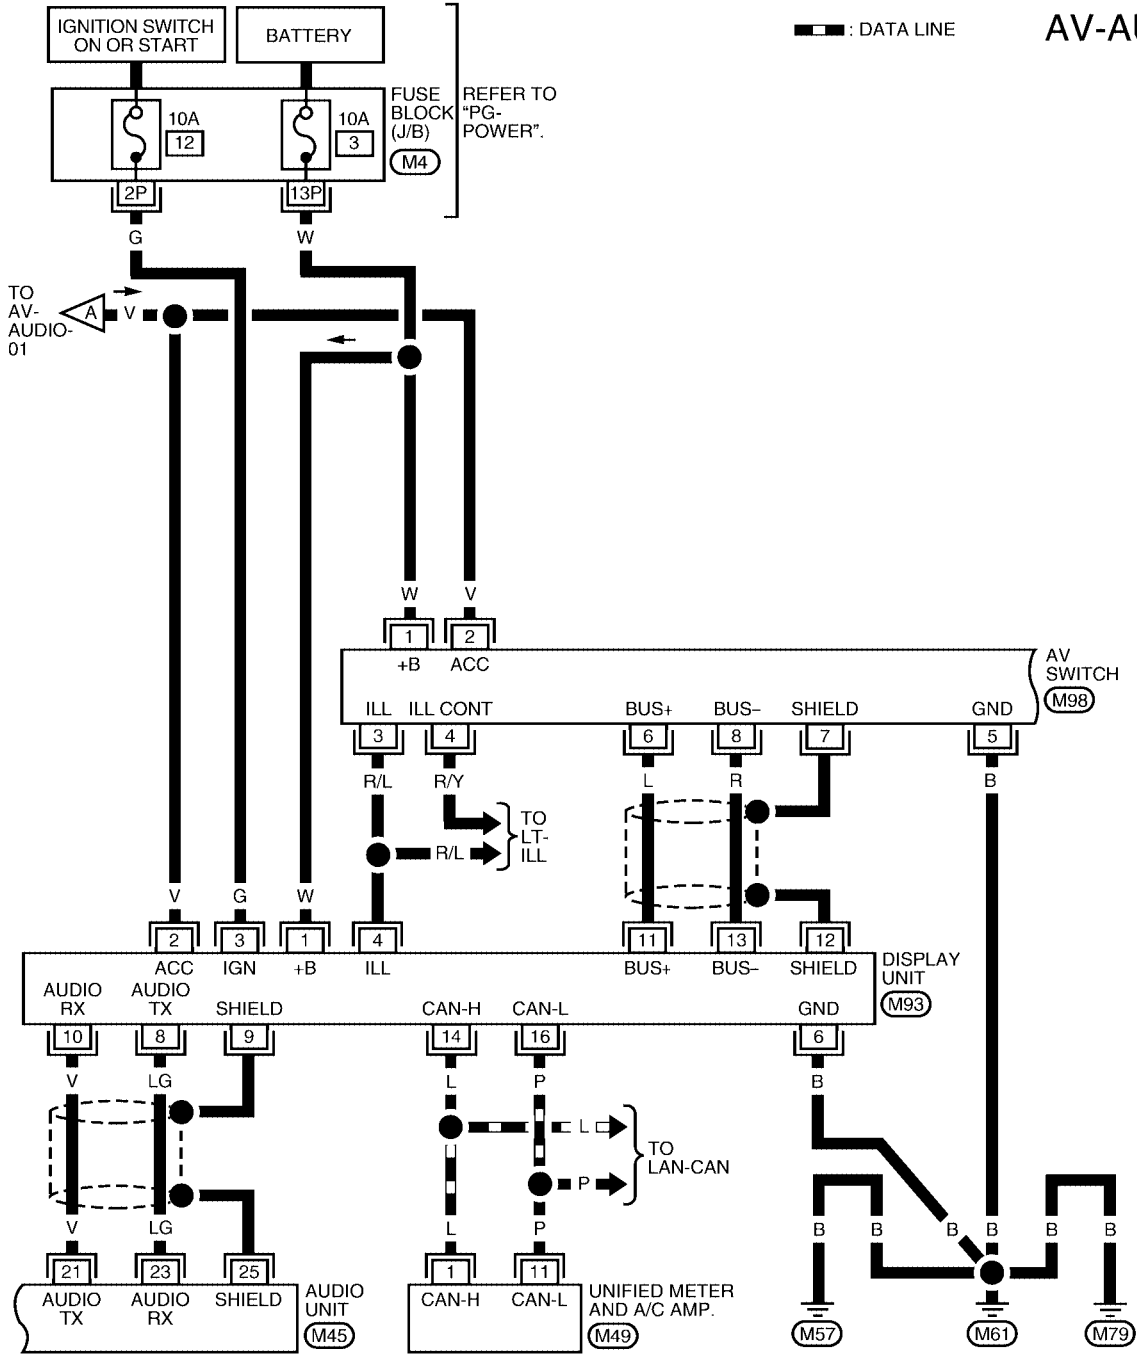 IGNITION SWITCH
ON OR START
BATTERY
: DATA LINE
FUSE
BLOCK
(J/B)
M4
REFER TO
“PG-
POWER”.
10A
12
10A
3
2P
13P
G
W
TO
AV-
AUDIO-
01
A
V
W
V
1
2
+B
ACC
AV
SWITCH
M98
ILL
ILL CONT
BUS+
BUS–
SHIELD
GND
3
4
6
8
7
5
R/L
R/Y
L
R
B
TO
LT-
ILL
R/L
V
G
W
2
3
1
4
11
13
12
ACC
IGN
+B
ILL
BUS+
BUS–
SHIELD
DISPLAY
UNIT
M93
AUDIO
RX
AUDIO
TX
SHIELD
CAN-H
CAN-L
GND
10
8
9
14
16
6
V
LG
L
P
B
L
P
TO
LAN-CAN
V
LG
L
P
B
B
B
B
B
B
21
23
25
1
11
AUDIO
TX
AUDIO
RX
SHIELD
AUDIO
UNIT
M45
CAN-H
CAN-L
UNIFIED METER
AND A/C AMP.
M49
M57
M61
M79